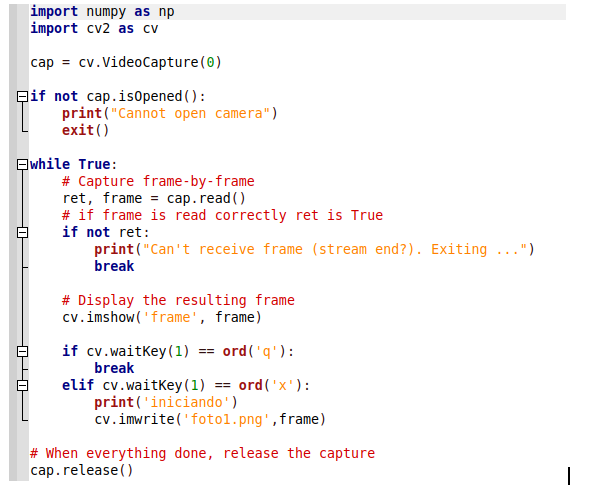 import numpy as np
import cv2 as cv

cap = cv.VideoCapture(0)

if not cap.isOpened():
    print("Cannot open camera")
    exit()

while True:
    # Capture frame-by-frame
    ret, frame = cap.read()
    # if frame is read correctly ret is True
    if not ret:
        print("Can't receive frame (stream end?). Exiting ...")
        break

    # Display the resulting frame
    cv.imshow('frame', frame)

    if cv.waitKey(1) == ord('q'):
        break
    elif cv.waitKey(1) == ord('x'):
        print('iniciando')
        cv.imwrite('foto1.png',frame)

# When everything done, release the capture
cap.release()